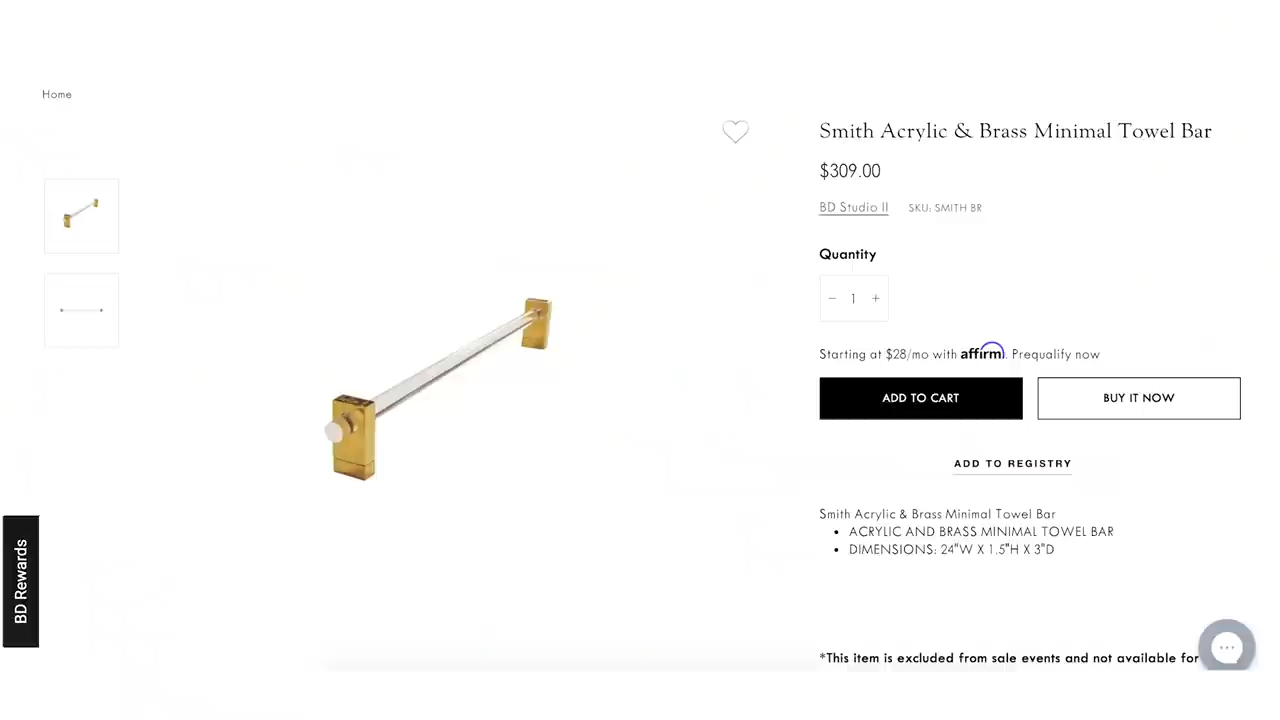 Home
Smith Acrylic & Brass Minimal Towel Bar
$309.00
BD Studio II SKU: SMITH BR
Quantity
− 1 +
Starting at $28/mo with affirm. Prequalify now
ADD TO CART
BUY IT NOW
ADD TO REGISTRY
Smith Acrylic & Brass Minimal Towel Bar
• ACRYLIC AND BRASS MINIMAL TOWEL BAR
• DIMENSIONS: 24"W X 1.5"H X 3"D
BD Rewards
*This item is excluded from sale events and not available for